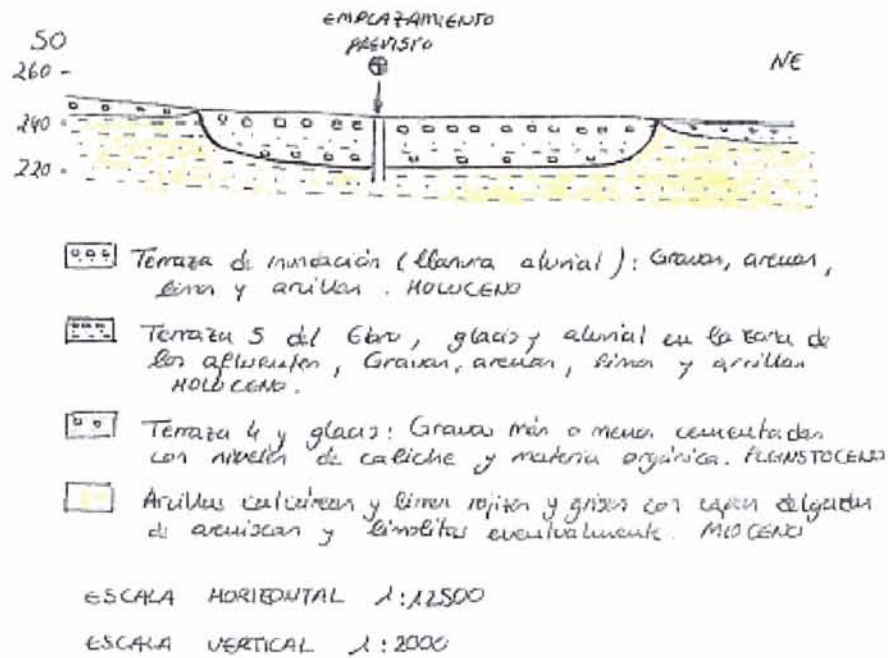 EMPLAZAMIENTO
PREVISTO
SO
NE
260 -
240 -
220 -
Terraza de inundación (llanura aluvial): Gravas, arenas,
limos y arcillas. HOLOCENO
Terraza 5 del Ebro, glacis y aluvial en la zona de
los afluentes, Gravas, arenas, limos y arcillas
HOLOCENO.
Terraza 4 y glacis: Gravas más o menos cementadas
con niveles de caliche y materia orgánica. PLEISTOCENO
Arcillas calcáreas y limos rojizos y grises con capas delgadas
de areniscas y limolitas eventualmente. MIOCENO
ESCALA HORIZONTAL 1:12500
ESCALA VERTICAL 1:2000